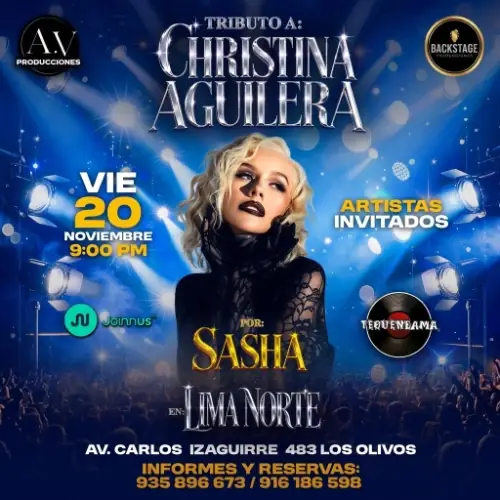 A.V
PRODUCCIONES
TRIBUTO A:
BACKSTAGE
CHRISTINA
AGUILERA
VIE
20
NOVIEMBRE
9:00 PM
ARTISTAS
INVITADOS
Joinnus
TEQUENDAMA
POR:
SASHA
EN:
LIMA NORTE
AV. CARLOS IZAGUIRRE 483 LOS OLIVOS
INFORMES Y RESERVAS:
935 896 673 / 916 186 598